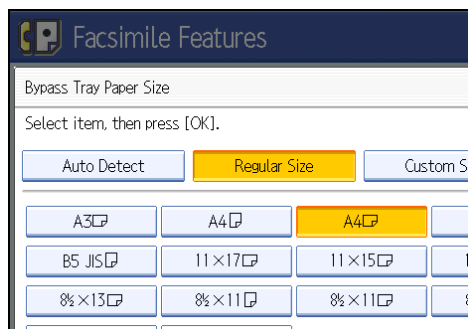 Facsimile Features
Bypass Tray Paper Size
Select item, then press [OK].
Auto Detect Regular Size Custom S
A3 A4 A4
B5 JIS 11×17 11×15
8½×13 8½×11 8½×11